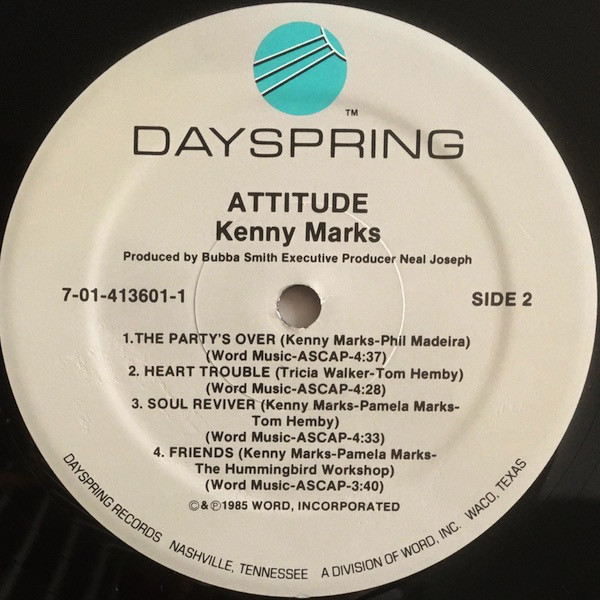 ™
DAYSPRING
ATTITUDE
Kenny Marks
Produced by Bubba Smith Executive Producer Neal Joseph
7-01-413601-1
SIDE 2
1.THE PARTY'S OVER (Kenny Marks-Phil Madeira)
(Word Music-ASCAP-4:37)
2. HEART TROUBLE (Tricia Walker-Tom Hemby)
(Word Music-ASCAP-4:28)
3. SOUL REVIVER (Kenny Marks-Pamela Marks-
Tom Hemby)
(Word Music-ASCAP-4:33)
4. FRIENDS (Kenny Marks-Pamela Marks-
The Hummingbird Workshop)
(Word Music-ASCAP-3:40)
©&℗1985 WORD, INCORPORATED
DAYSPRING RECORDS NASHVILLE, TENNESSEE A DIVISION OF WORD, INC. WACO, TEXAS